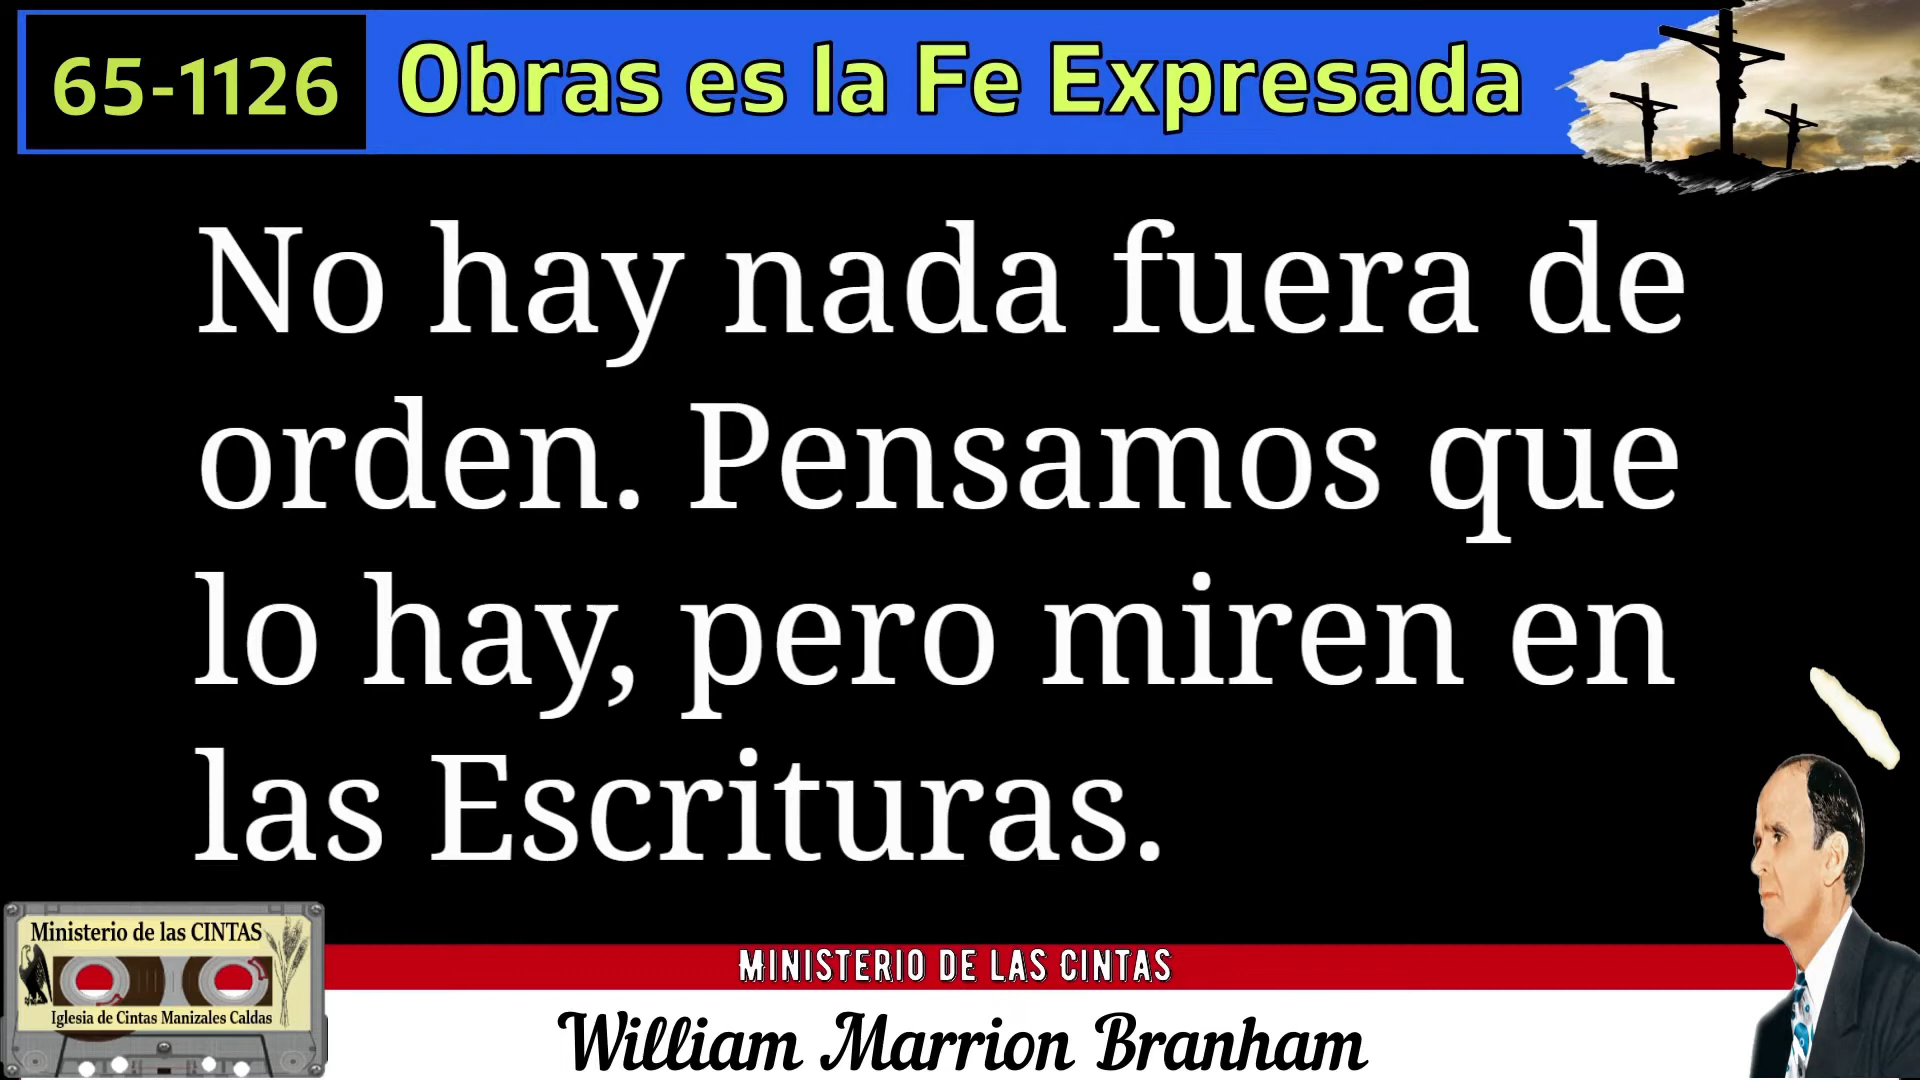 65-1126
Obras es la Fe Expresada
No hay nada fuera de
orden. Pensamos que
lo hay, pero miren en
las Escrituras.
Ministerio de las CINTAS
Iglesia de Cintas Manizales Caldas
MINISTERIO DE LAS CINTAS
William Marrion Branham